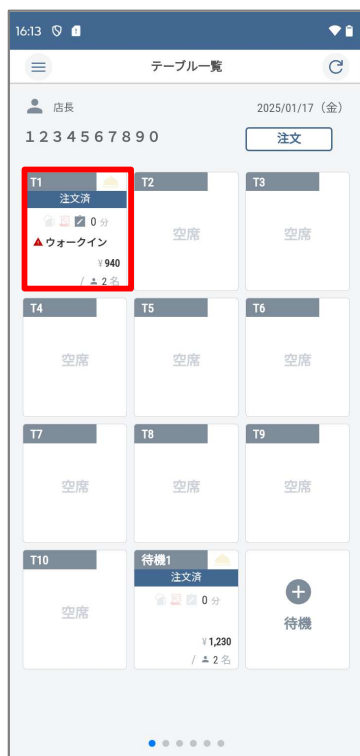 16:13
テーブル一覧
店長
2025/01/17（金）
1234567890
注文
T1
注文済
0 分
ウォークイン
¥ 940
/ 2 名
T2
空席
T3
空席
T4
空席
T5
空席
T6
空席
T7
空席
T8
空席
T9
空席
T10
空席
待機1
注文済
0 分
¥ 1,230
/ 2 名
待機